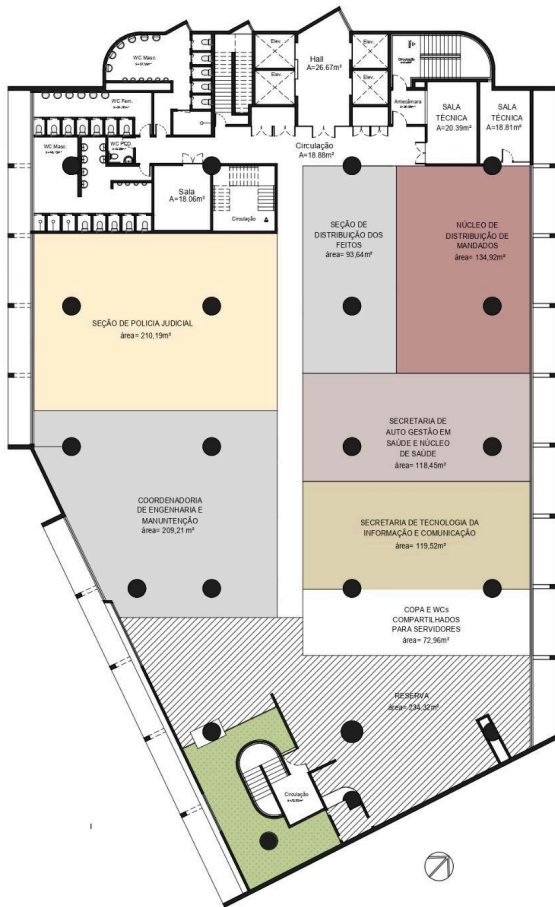 WC Masc.
Elev.
Elev.
Hall
A=26.67m²
Elev.
Elev.
Circulação
WC Fem.
Antecâmara
SALA
TÉCNICA
A=20.39m²
SALA
TÉCNICA
A=18.81m²
WC Masc.
WC PCD
Circulação
A=18.88m²
Sala
A=18.06m²
Circulação
SEÇÃO DE
DISTRIBUIÇÃO DOS
FEITOS
área= 93,64m²
NÚCLEO DE
DISTRIBUIÇÃO DE
MANDADOS
área= 134,92m²
SEÇÃO DE POLICIA JUDICIAL
área= 210,19m²
SECRETARIA DE
AUTO GESTÃO EM
SAÚDE E NÚCLEO
DE SAÚDE
área= 118,45m²
COORDENADORIA
DE ENGENHARIA E
MANUNTENÇÃO
área= 209,21 m²
SECRETARIA DE TECNOLOGIA DA
INFORMAÇÃO E COMUNICAÇÃO
área= 119,52m²
COPA E WCs
COMPARTILHADOS
PARA SERVIDORES
área= 72,96m²
RESERVA
área= 234,32m²
Circulação